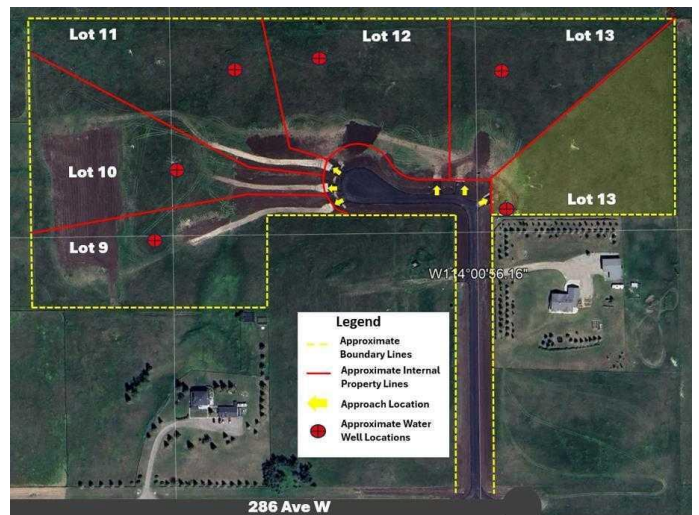 Lot 11
Lot 12
Lot 13
Lot 10
Lot 13
Lot 9
W114°00'56.16"
Legend
Approximate
Boundary Lines
Approximate Internal
Property Lines
Approach Location
Approximate Water
Well Locations
286 Ave W